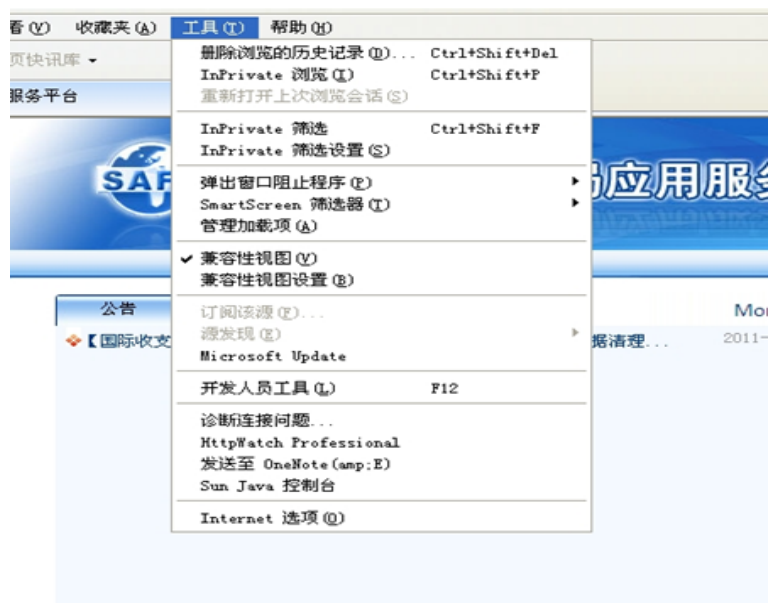 看(V) 收藏夹(A) 工具(T) 帮助(H)
页快讯库
服务平台
删除浏览的历史记录(D)... Ctrl+Shift+Del
InPrivate 浏览(I) Ctrl+Shift+P
重新打开上次浏览会话(S)
InPrivate 筛选 Ctrl+Shift+F
InPrivate 筛选设置(S)
弹出窗口阻止程序(P)
SmartScreen 筛选器(T)
管理加载项(A)
兼容性视图(V)
兼容性视图设置(B)
订阅该源(F)...
源发现(E)
Microsoft Update
开发人员工具(L) F12
诊断连接问题...
HttpWatch Professional
发送至 OneNote(amp;E)
Sun Java 控制台
Internet 选项(O)
SAF
局应用服务
公告 Mo
【国际收支 据清理... 2011-